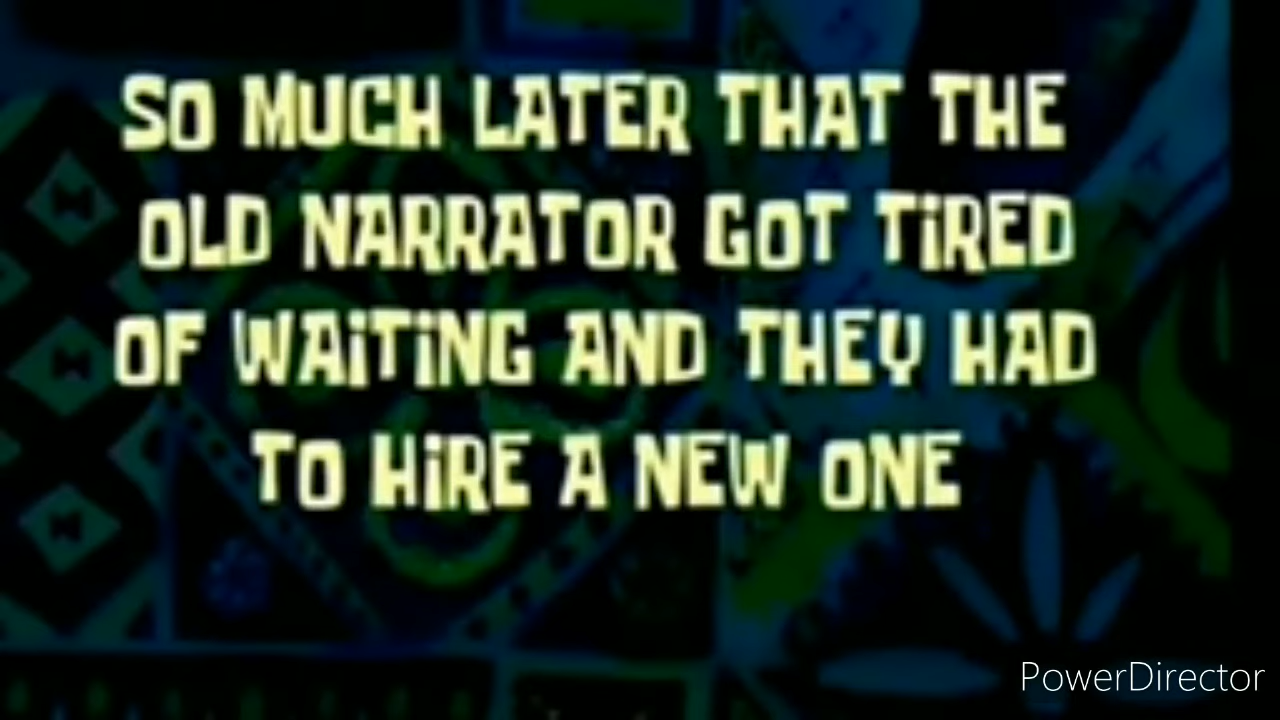 SO MUCH LATER THAT THE
OLD NARRATOR GOT TIRED
OF WAITING AND THEY HAD
TO HIRE A NEW ONE
PowerDirector